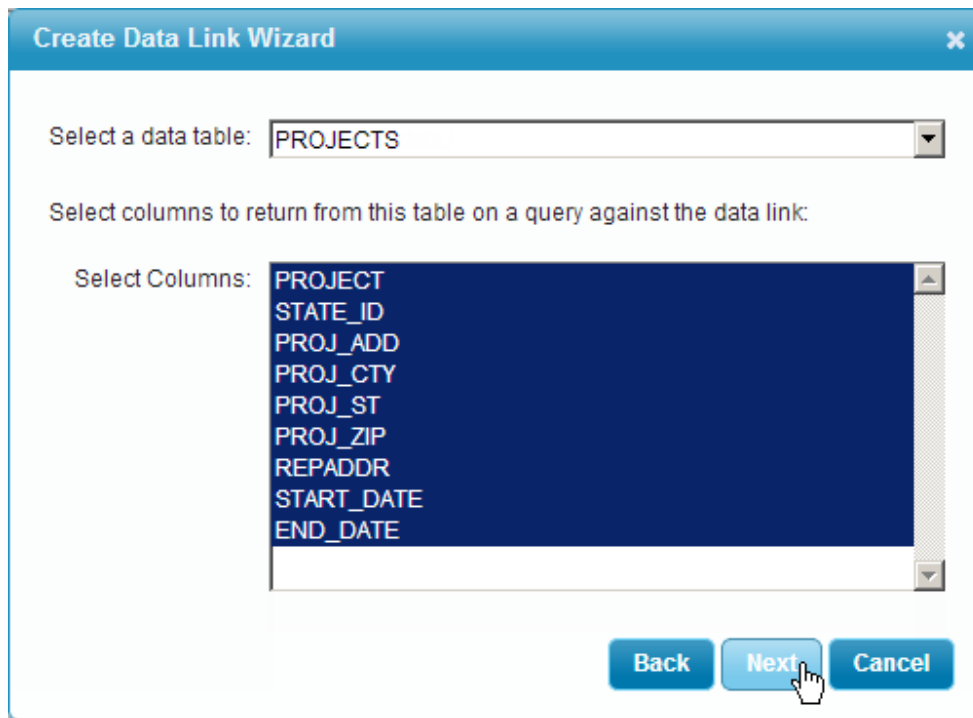 Create Data Link Wizard
Select a data table: PROJECTS
Select columns to return from this table on a query against the data link:
Select Columns: PROJECT
STATE_ID
PROJ_ADD
PROJ_CTY
PROJ_ST
PROJ_ZIP
REPADDR
START_DATE
END_DATE
Back Next Cancel